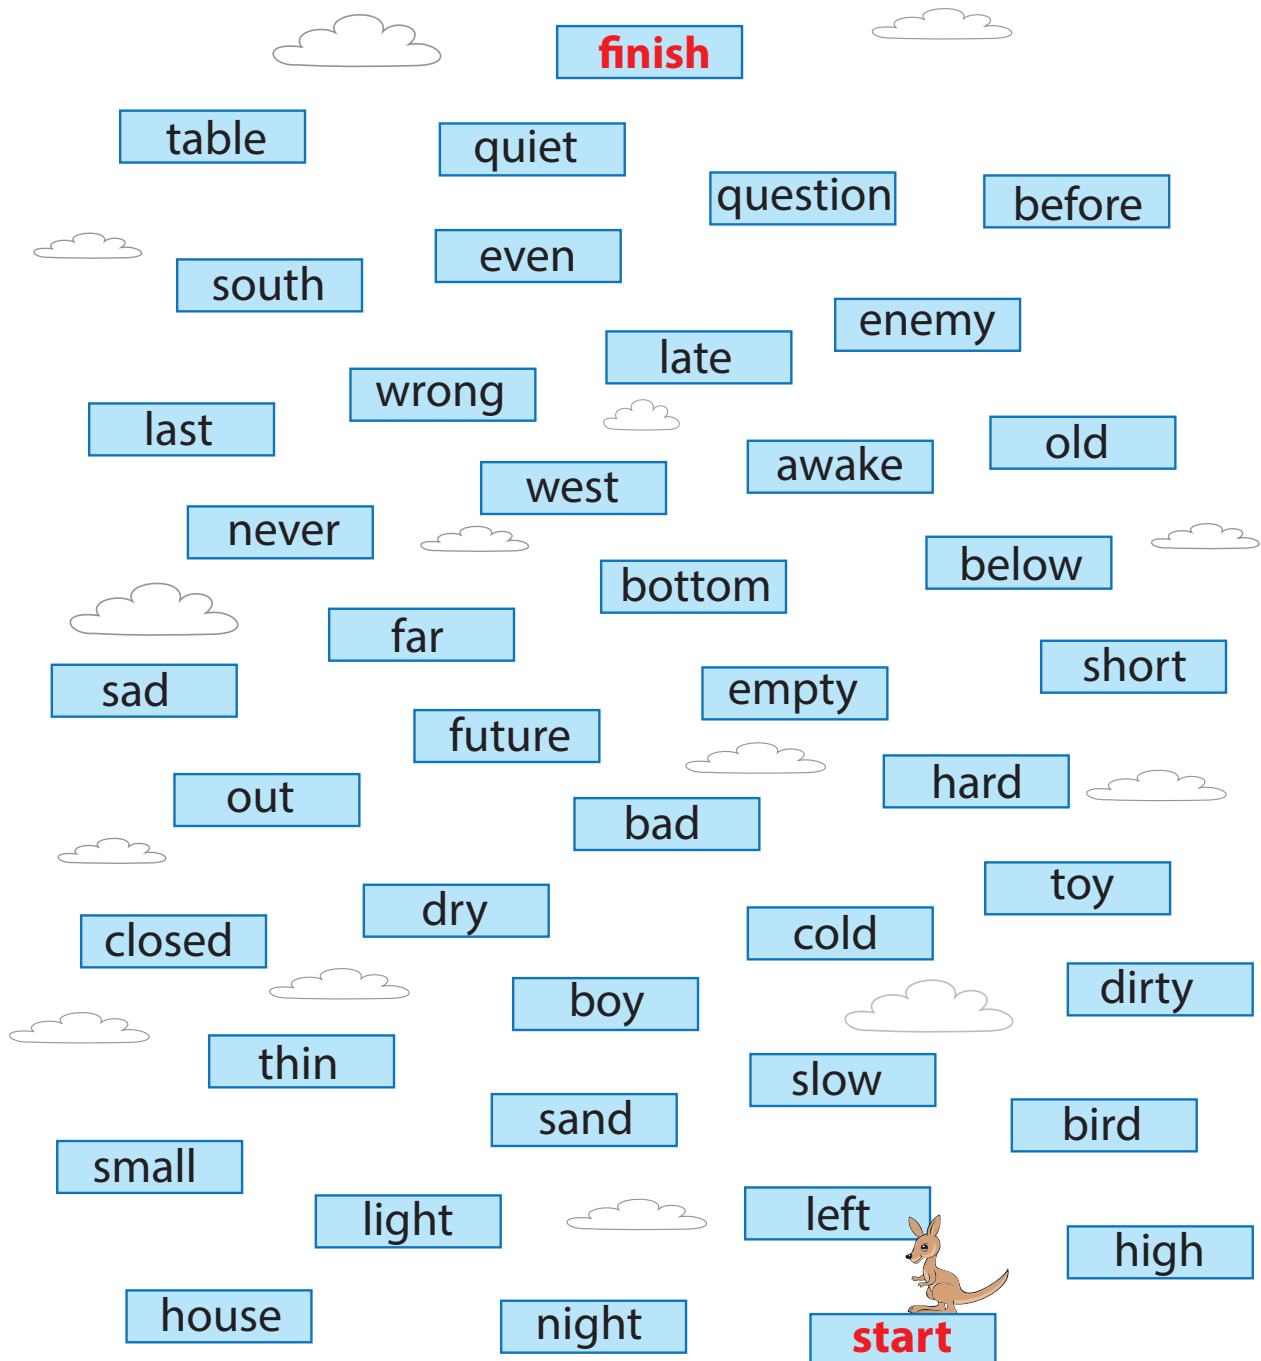 finish
table
quiet
question
before
even
south
enemy
late
wrong
last
old
awake
west
never
below
bottom
far
short
sad
empty
future
hard
out
bad
toy
dry
cold
closed
dirty
boy
thin
slow
sand
bird
small
left
light
high
house
night
start